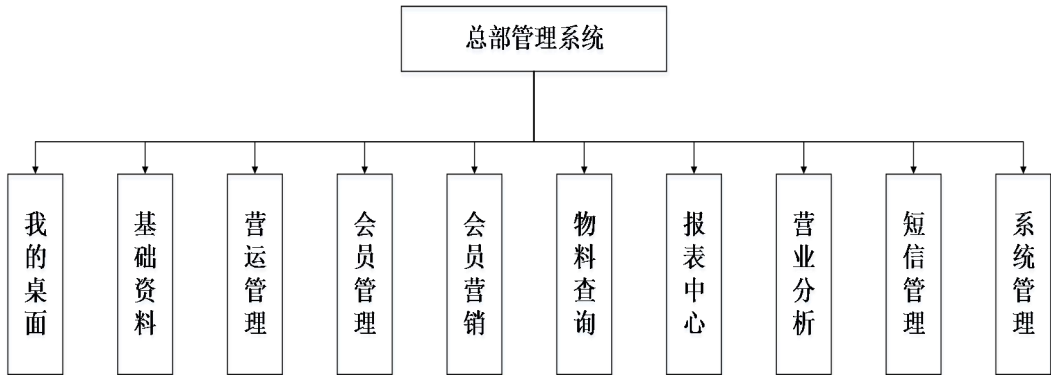 总部管理系统
我的桌面
基础资料
营运管理
会员管理
会员营销
物料查询
报表中心
营业分析
短信管理
系统管理